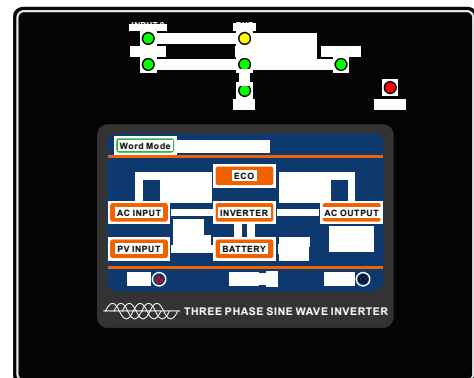 Word Mode
ECO
AC INPUT
INVERTER
AC OUTPUT
PV INPUT
BATTERY
THREE PHASE SINE WAVE INVERTER